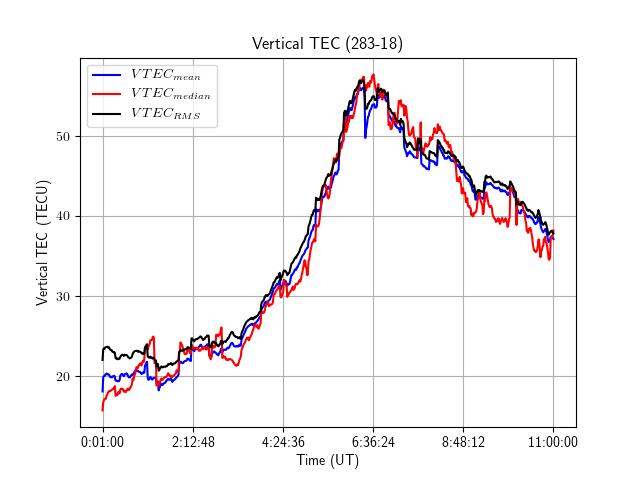 Vertical TEC (283-18)
VTEC_mean
VTEC_median
VTEC_RMS
Vertical TEC (TECU)
50
40
30
20
0:01:00 2:12:48 4:24:36 6:36:24 8:48:12 11:00:00
Time (UT)